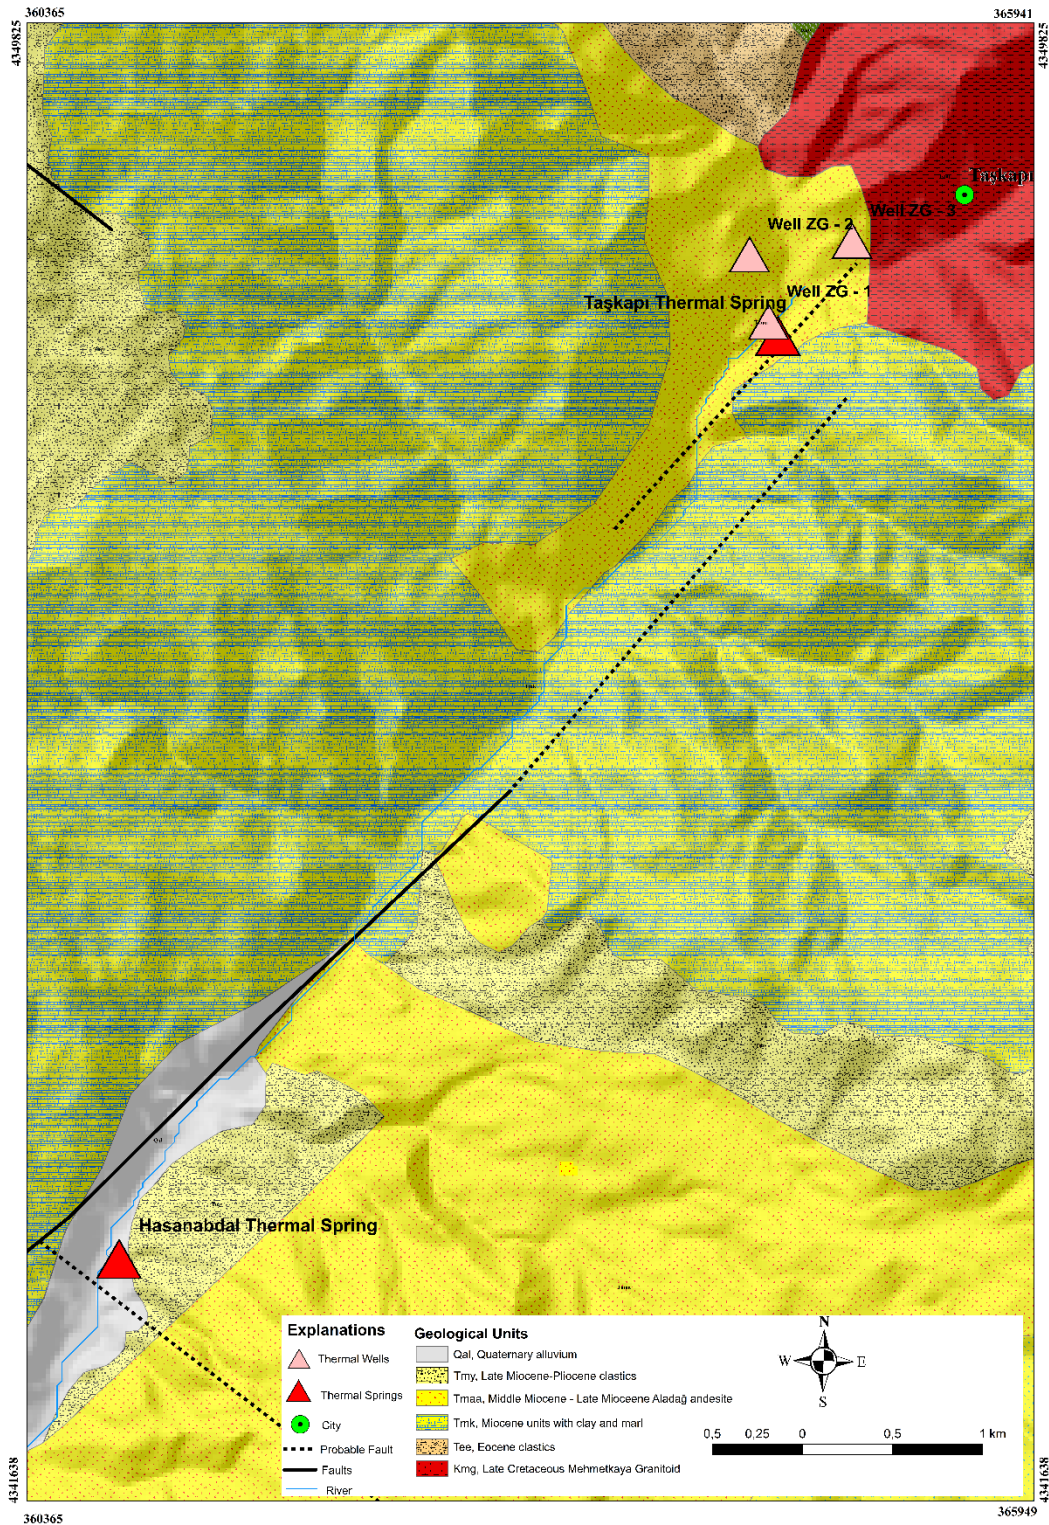 360365
365941
4349825
4349825
Taşkapı
Well ZG - 3
Well ZG - 2
Well ZG - 1
Taşkapı Thermal Spring
Hasanabdal Thermal Spring
Explanations
Thermal Wells
Thermal Springs
City
Probable Fault
Faults
River
Geological Units
Qal, Quaternary alluvium
Tmy, Late Miocene-Pliocene clastics
Tmaa, Middle Miocene - Late Mioceene Aladağ andesite
Tmk, Miocene units with clay and marl
Tee, Eocene clastics
Kmg, Late Cretaceous Mehmetkaya Granitoid
N
W
E
S
0,5 0,25 0 0,5 1 km
4341638
4341638
360365
365949